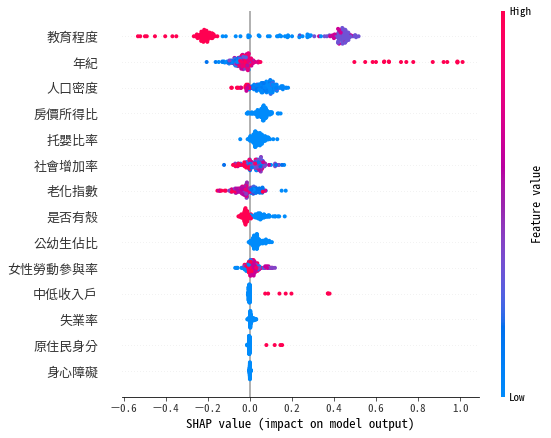 High
教育程度
年紀
人口密度
房價所得比
托嬰比率
社會增加率
老化指數
是否有殼
公幼生佔比
女性勞動參與率
中低收入戶
失業率
原住民身分
身心障礙
Feature value
Low
−0.6 −0.4 −0.2 0.0 0.2 0.4 0.6 0.8 1.0
SHAP value (impact on model output)